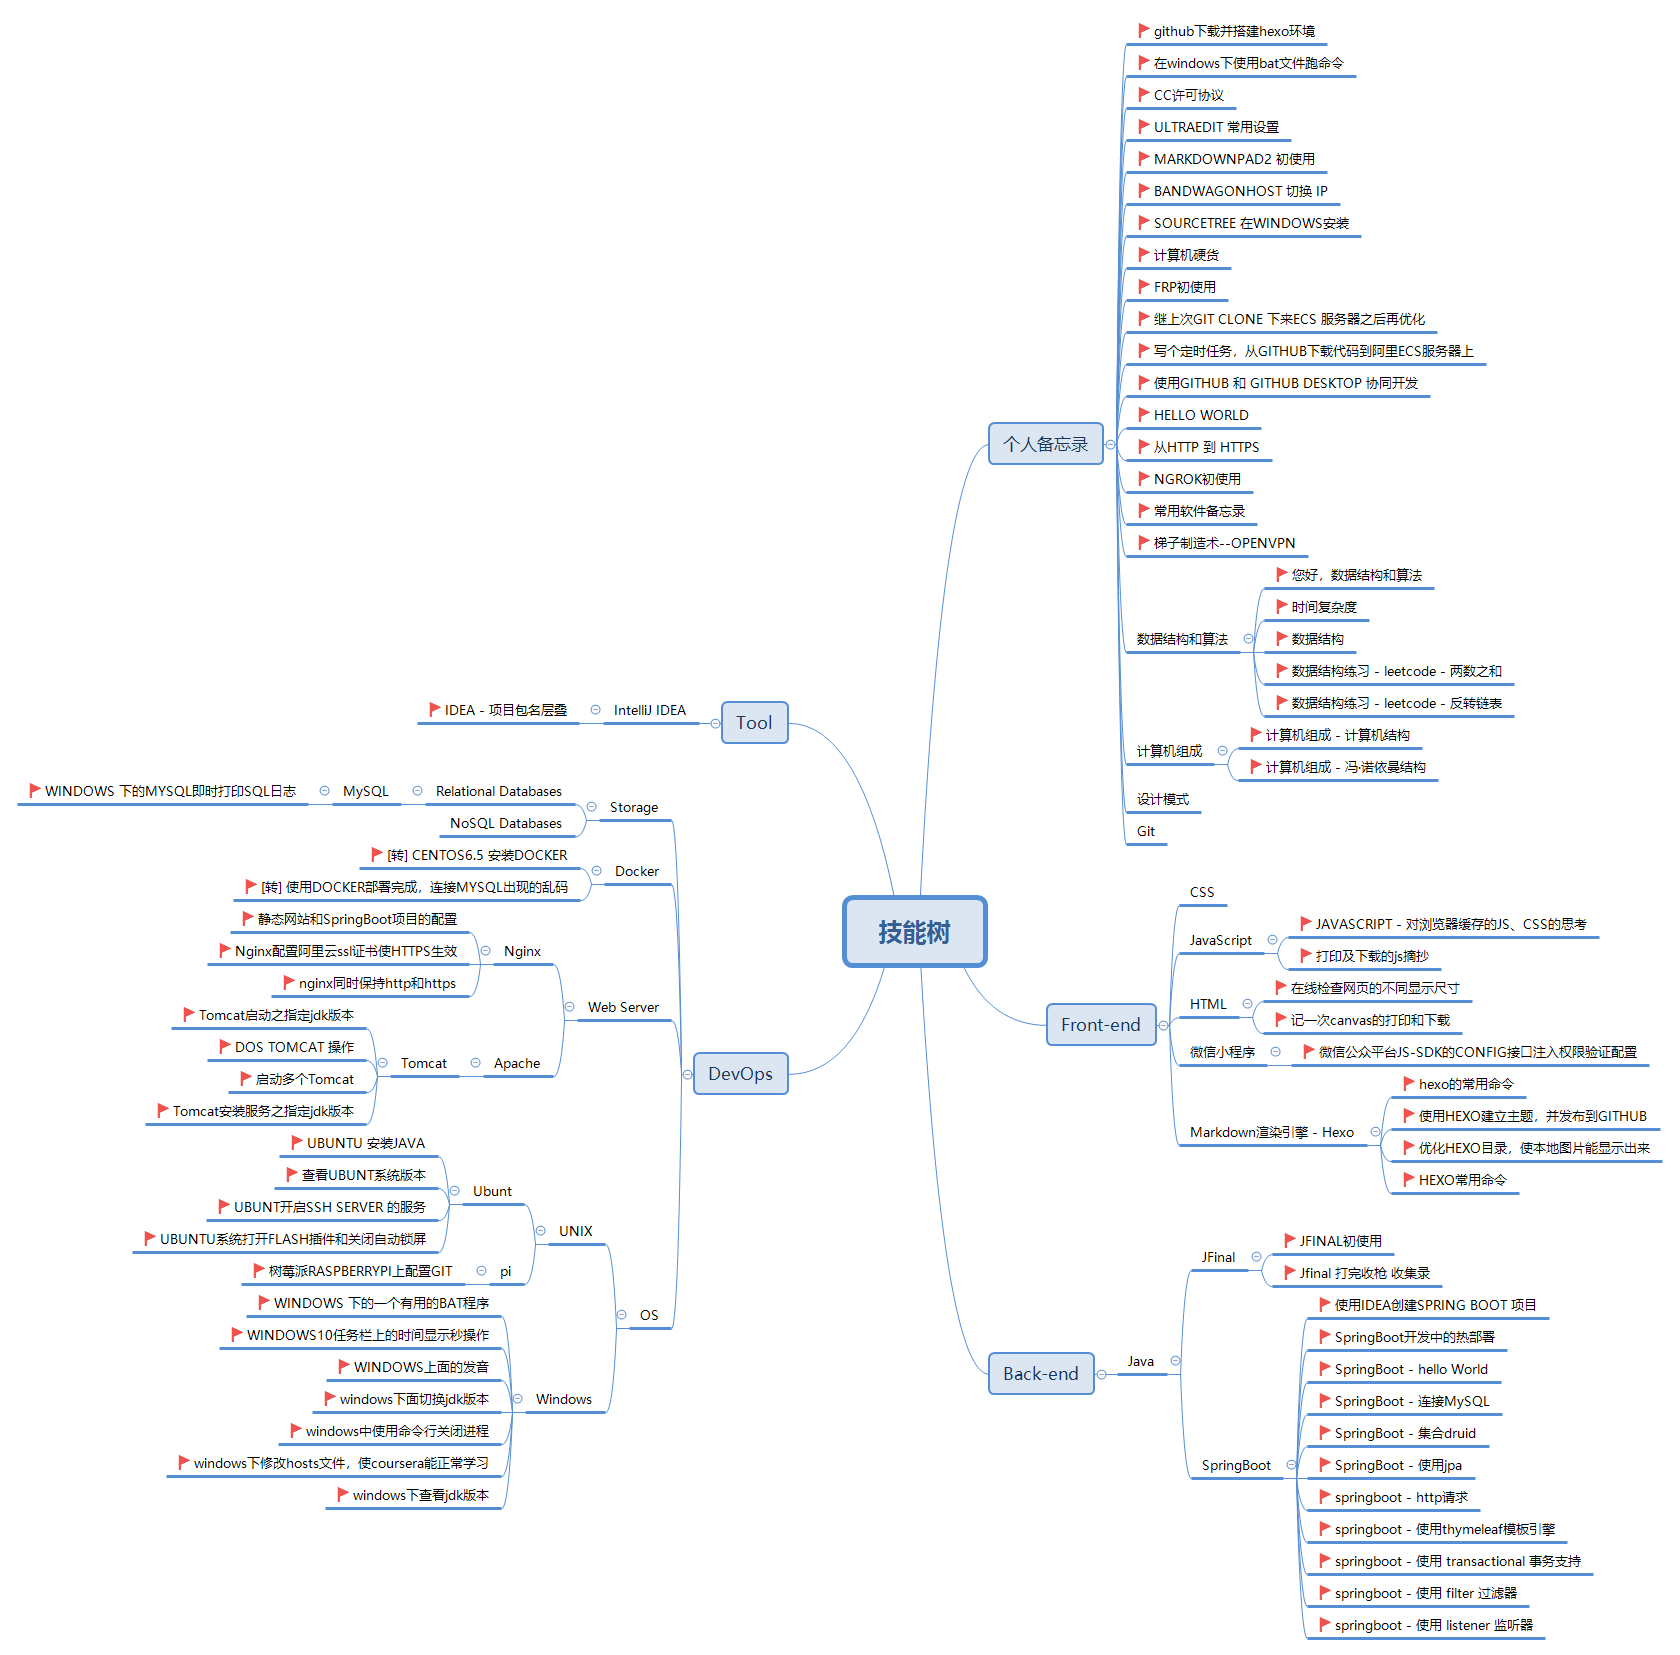 技能树
个人备忘录
github下载并搭建hexo环境
在windows下使用bat文件跑命令
CC许可协议
ULTRAEDIT 常用设置
MARKDOWNPAD2 初使用
BANDWAGONHOST 切换 IP
SOURCETREE 在WINDOWS安装
计算机硬货
FRP初使用
继上次GIT CLONE 下来ECS 服务器之后再优化
写个定时任务，从GITHUB下载代码到阿里ECS服务器上
使用GITHUB 和 GITHUB DESKTOP 协同开发
HELLO WORLD
从HTTP 到 HTTPS
NGROK初使用
常用软件备忘录
梯子制造术--OPENVPN
数据结构和算法
您好，数据结构和算法
时间复杂度
数据结构
数据结构练习 - leetcode - 两数之和
数据结构练习 - leetcode - 反转链表
计算机组成
计算机组成 - 计算机结构
计算机组成 - 冯·诺依曼结构
设计模式
Git
Front-end
CSS
JavaScript
JAVASCRIPT - 对浏览器缓存的JS、CSS的思考
打印及下载的js摘抄
HTML
在线检查网页的不同显示尺寸
记一次canvas的打印和下载
微信小程序
微信公众平台JS-SDK的CONFIG接口注入权限验证配置
Markdown渲染引擎 - Hexo
hexo的常用命令
使用HEXO建立主题，并发布到GITHUB
优化HEXO目录，使本地图片能显示出来
HEXO常用命令
Back-end
Java
JFinal
JFINAL初使用
Jfinal 打完收枪 收集录
SpringBoot
使用IDEA创建SPRING BOOT 项目
SpringBoot开发中的热部署
SpringBoot - hello World
SpringBoot - 连接MySQL
SpringBoot - 集合druid
SpringBoot - 使用jpa
springboot - http请求
springboot - 使用thymeleaf模板引擎
springboot - 使用 transactional 事务支持
springboot - 使用 filter 过滤器
springboot - 使用 listener 监听器
Tool
IntelliJ IDEA
IDEA - 项目包名层叠
DevOps
Storage
Relational Databases
MySQL
WINDOWS 下的MYSQL即时打印SQL日志
NoSQL Databases
Docker
[转] CENTOS6.5 安装DOCKER
[转] 使用DOCKER部署完成，连接MYSQL出现的乱码
Web Server
Nginx
静态网站和SpringBoot项目的配置
Nginx配置阿里云ssl证书使HTTPS生效
nginx同时保持http和https
Apache
Tomcat
Tomcat启动之指定jdk版本
DOS TOMCAT 操作
启动多个Tomcat
Tomcat安装服务之指定jdk版本
OS
UNIX
Ubunt
UBUNTU 安装JAVA
查看UBUNT系统版本
UBUNT开启SSH SERVER 的服务
UBUNTU系统打开FLASH插件和关闭自动锁屏
pi
树莓派RASPBERRYPI上配置GIT
Windows
WINDOWS 下的一个有用的BAT程序
WINDOWS10任务栏上的时间显示秒操作
WINDOWS上面的发音
windows下面切换jdk版本
windows中使用命令行关闭进程
windows下修改hosts文件，使coursera能正常学习
windows下查看jdk版本